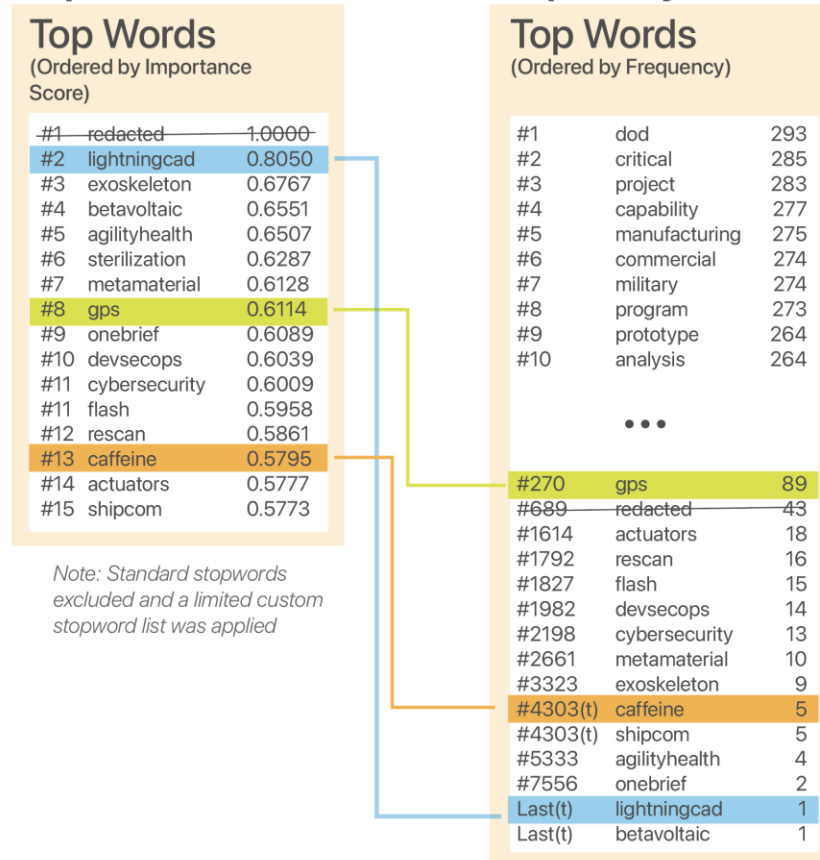 Top Words
(Ordered by Importance
Score)
#1 redacted 1.0000
#2 lightningcad 0.8050
#3 exoskeleton 0.6767
#4 betavoltaic 0.6551
#5 agilityhealth 0.6507
#6 sterilization 0.6287
#7 metamaterial 0.6128
#8 gps 0.6114
#9 onebrief 0.6089
#10 devsecops 0.6039
#11 cybersecurity 0.6009
#11 flash 0.5958
#12 rescan 0.5861
#13 caffeine 0.5795
#14 actuators 0.5777
#15 shipcom 0.5773
Note: Standard stopwords
excluded and a limited custom
stopword list was applied
Top Words
(Ordered by Frequency)
#1 dod 293
#2 critical 285
#3 project 283
#4 capability 277
#5 manufacturing 275
#6 commercial 274
#7 military 274
#8 program 273
#9 prototype 264
#10 analysis 264
•••
#270 gps 89
#689 redacted 43
#1614 actuators 18
#1792 rescan 16
#1827 flash 15
#1982 devsecops 14
#2198 cybersecurity 13
#2661 metamaterial 10
#3323 exoskeleton 9
#4303(t) caffeine 5
#4303(t) shipcom 5
#5333 agilityhealth 4
#7556 onebrief 2
Last(t) lightningcad 1
Last(t) betavoltaic 1